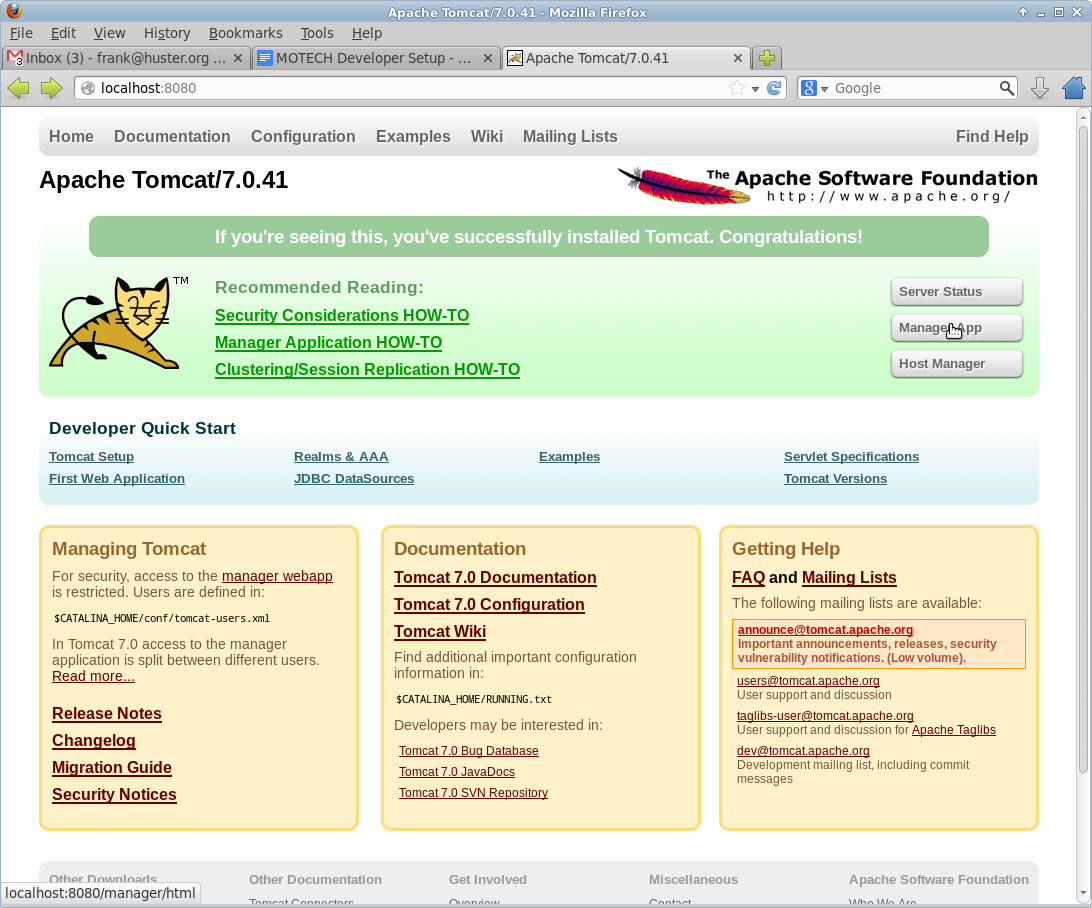 Apache Tomcat/7.0.41 - Mozilla Firefox
File Edit View History Bookmarks Tools Help
Inbox (3) - frank@huster.org ... MOTECH Developer Setup - ... Apache Tomcat/7.0.41
localhost:8080 Google
Home Documentation Configuration Examples Wiki Mailing Lists Find Help
Apache Tomcat/7.0.41
The Apache Software Foundation
http://www.apache.org/
If you're seeing this, you've successfully installed Tomcat. Congratulations!
TM
Recommended Reading:
Security Considerations HOW-TO
Manager Application HOW-TO
Clustering/Session Replication HOW-TO
Server Status
Manager App
Host Manager
Developer Quick Start
Tomcat Setup Realms & AAA Examples Servlet Specifications
First Web Application JDBC DataSources Tomcat Versions
Managing Tomcat
For security, access to the manager webapp
is restricted. Users are defined in:
$CATALINA_HOME/conf/tomcat-users.xml
In Tomcat 7.0 access to the manager
application is split between different users.
Read more...
Release Notes
Changelog
Migration Guide
Security Notices
Documentation
Tomcat 7.0 Documentation
Tomcat 7.0 Configuration
Tomcat Wiki
Find additional important configuration
information in:
$CATALINA_HOME/RUNNING.txt
Developers may be interested in:
Tomcat 7.0 Bug Database
Tomcat 7.0 JavaDocs
Tomcat 7.0 SVN Repository
Getting Help
FAQ and Mailing Lists
The following mailing lists are available:
announce@tomcat.apache.org
Important announcements, releases, security
vulnerability notifications. (Low volume).
users@tomcat.apache.org
User support and discussion
taglibs-user@tomcat.apache.org
User support and discussion for Apache Taglibs
dev@tomcat.apache.org
Development mailing list, including commit
messages
Other Downloads Other Documentation Get Involved Miscellaneous Apache Software Foundation
Tomcat Connectors Overview Contact Who We Are
localhost:8080/manager/html